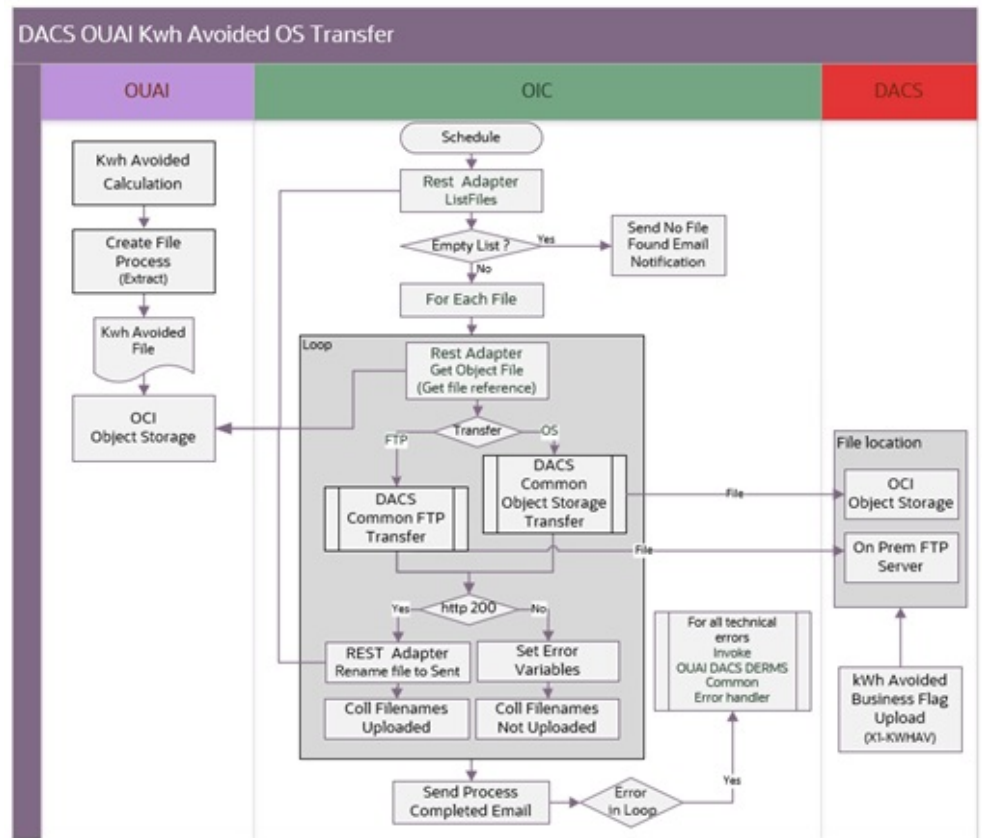 DACS OUAI Kwh Avoided OS Transfer
OUAI
OIC
DACS
Kwh Avoided
Calculation
Create File
Process
(Extract)
Kwh Avoided
File
OCI
Object Storage
Schedule
Rest Adapter
ListFiles
Empty List ?
Yes
Send No File
Found Email
Notification
No
For Each File
Loop
Rest Adapter
Get Object File
(Get file reference)
Transfer
FTP
OS
DACS
Common FTP
Transfer
DACS
Common
Object Storage
Transfer
File
File
http 200
Yes
No
REST Adapter
Rename file to Sent
Set Error
Variables
Coll Filenames
Uploaded
Coll Filenames
Not Uploaded
Send Process
Completed Email
Error
in Loop
Yes
For all technical
errors
Invoke
OUAI DACS DERMS
Common
Error handler
File location
OCI
Object Storage
On Prem FTP
Server
kWh Avoided
Business Flag
Upload
(X1-KWHAV)